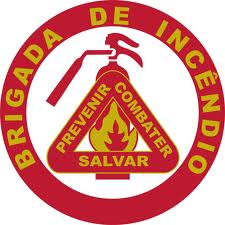 BRIGADA DE INCÊNDIO
PREVENIR
COMBATER
SALVAR